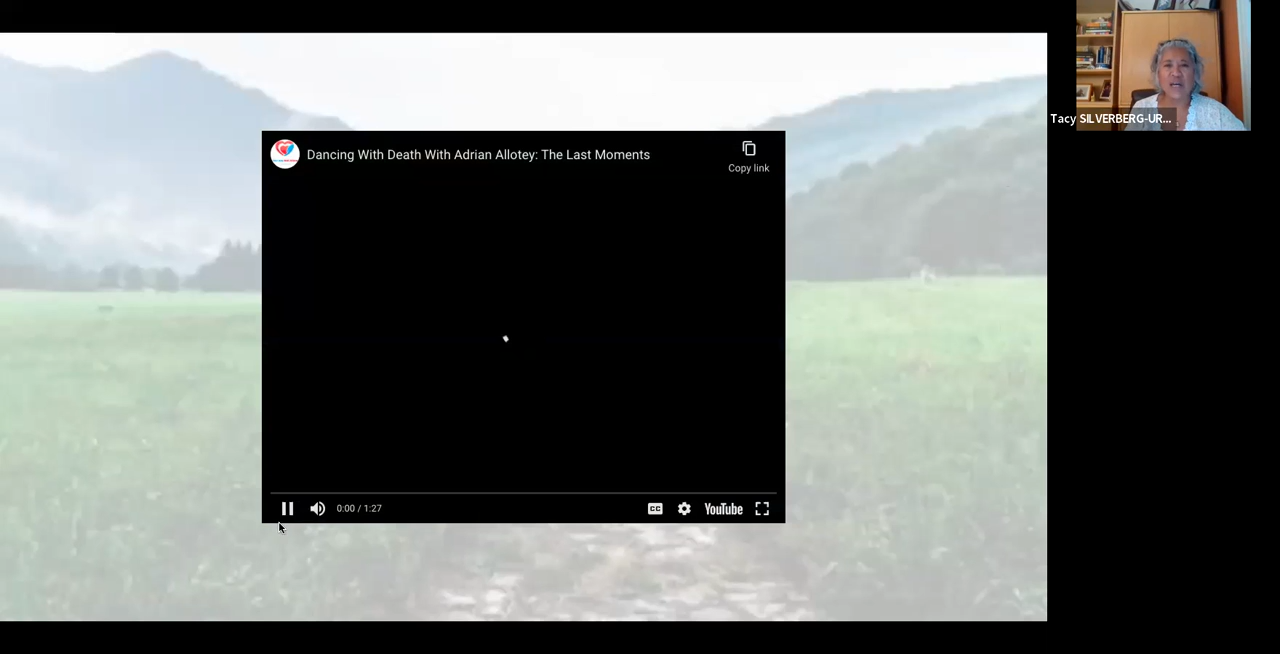 Dancing With Death With Adrian Allotey: The Last Moments
Copy link
Tacy SILVERBERG-UR...
0:00 / 1:27
CC
YouTube